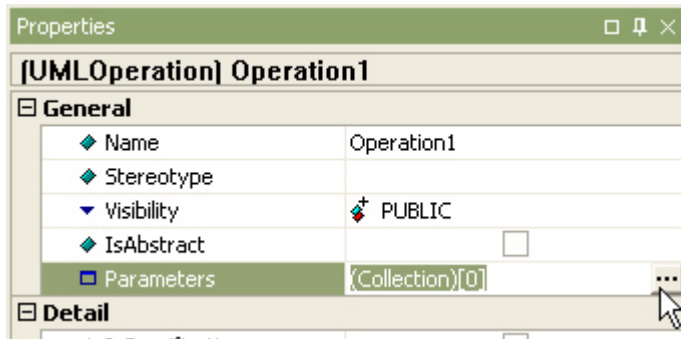 Properties
(UMLOperation) Operation1
General
Name Operation1
Stereotype
Visibility PUBLIC
IsAbstract
Parameters (Collection)[0] ...
Detail